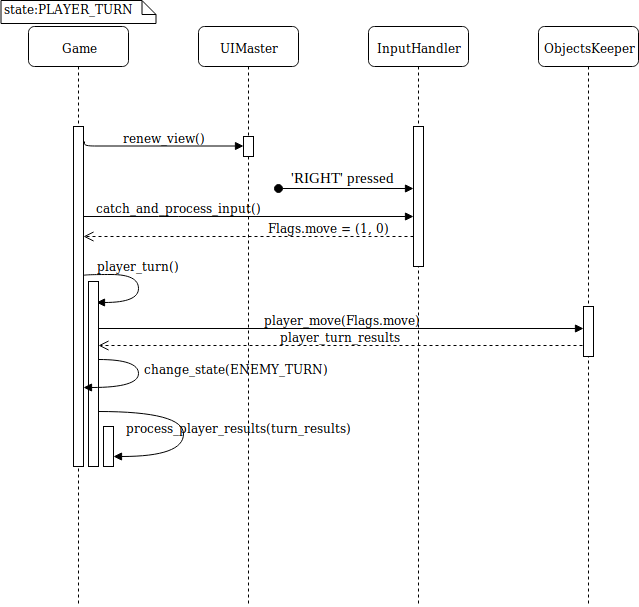 state:PLAYER_TURN
Game
UIMaster
InputHandler
ObjectsKeeper
renew_view()
'RIGHT' pressed
catch_and_process_input()
Flags.move = (1, 0)
player_turn()
player_move(Flags.move)
player_turn_results
change_state(ENEMY_TURN)
process_player_results(turn_results)